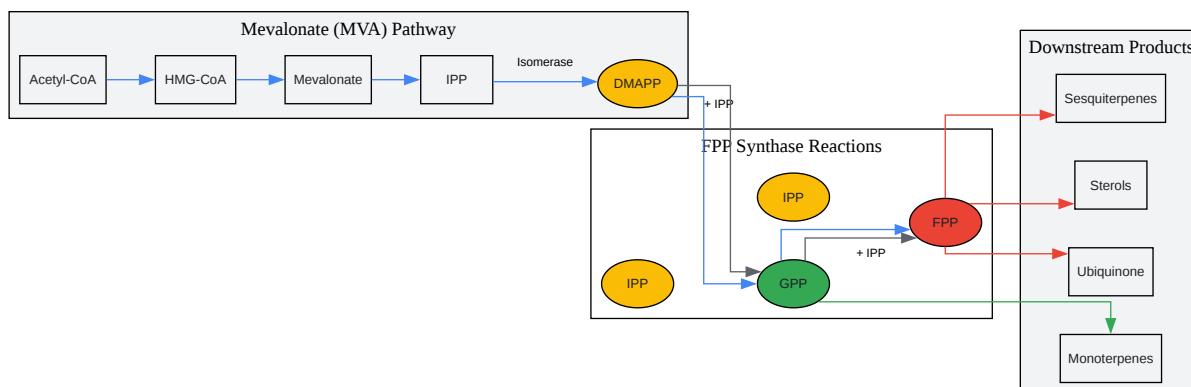 Mevalonate (MVA) Pathway
Acetyl-CoA
HMG-CoA
Mevalonate
IPP
Isomerase
DMAPP
+ IPP
FPP Synthase Reactions
IPP
IPP
GPP
+ IPP
FPP
Downstream Products
Sesquiterpenes
Sterols
Ubiquinone
Monoterpenes